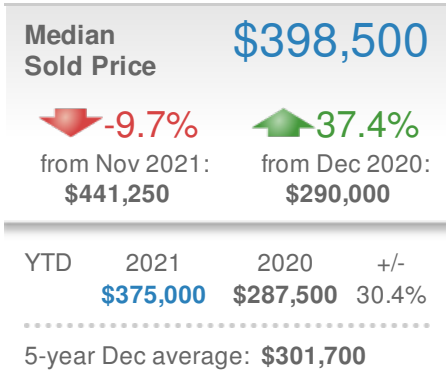 Median
Sold Price
$398,500
-9.7%
from Nov 2021:
$441,250
37.4%
from Dec 2020:
$290,000
YTD 2021 2020 +/-
$375,000 $287,500 30.4%
5-year Dec average: $301,700